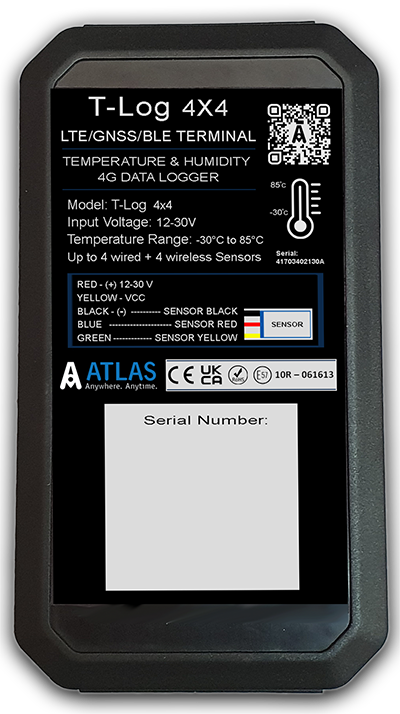 T-Log 4X4
LTE/GNSS/BLE TERMINAL
TEMPERATURE & HUMIDITY
4G DATA LOGGER
85°c
-30°c
Model: T-Log 4x4
Input Voltage: 12-30V
Temperature Range: -30°C to 85°C
Up to 4 wired + 4 wireless Sensors
Serial:
41703402130A
RED - (+) 12-30 V
YELLOW - VCC
BLACK - (-) ---------- SENSOR BLACK
BLUE --------------------- SENSOR RED
GREEN ------------- SENSOR YELLOW
SENSOR
ATLAS
Anywhere. Anytime.
CE UK CA RoHS E57 10R – 061613
Serial Number: